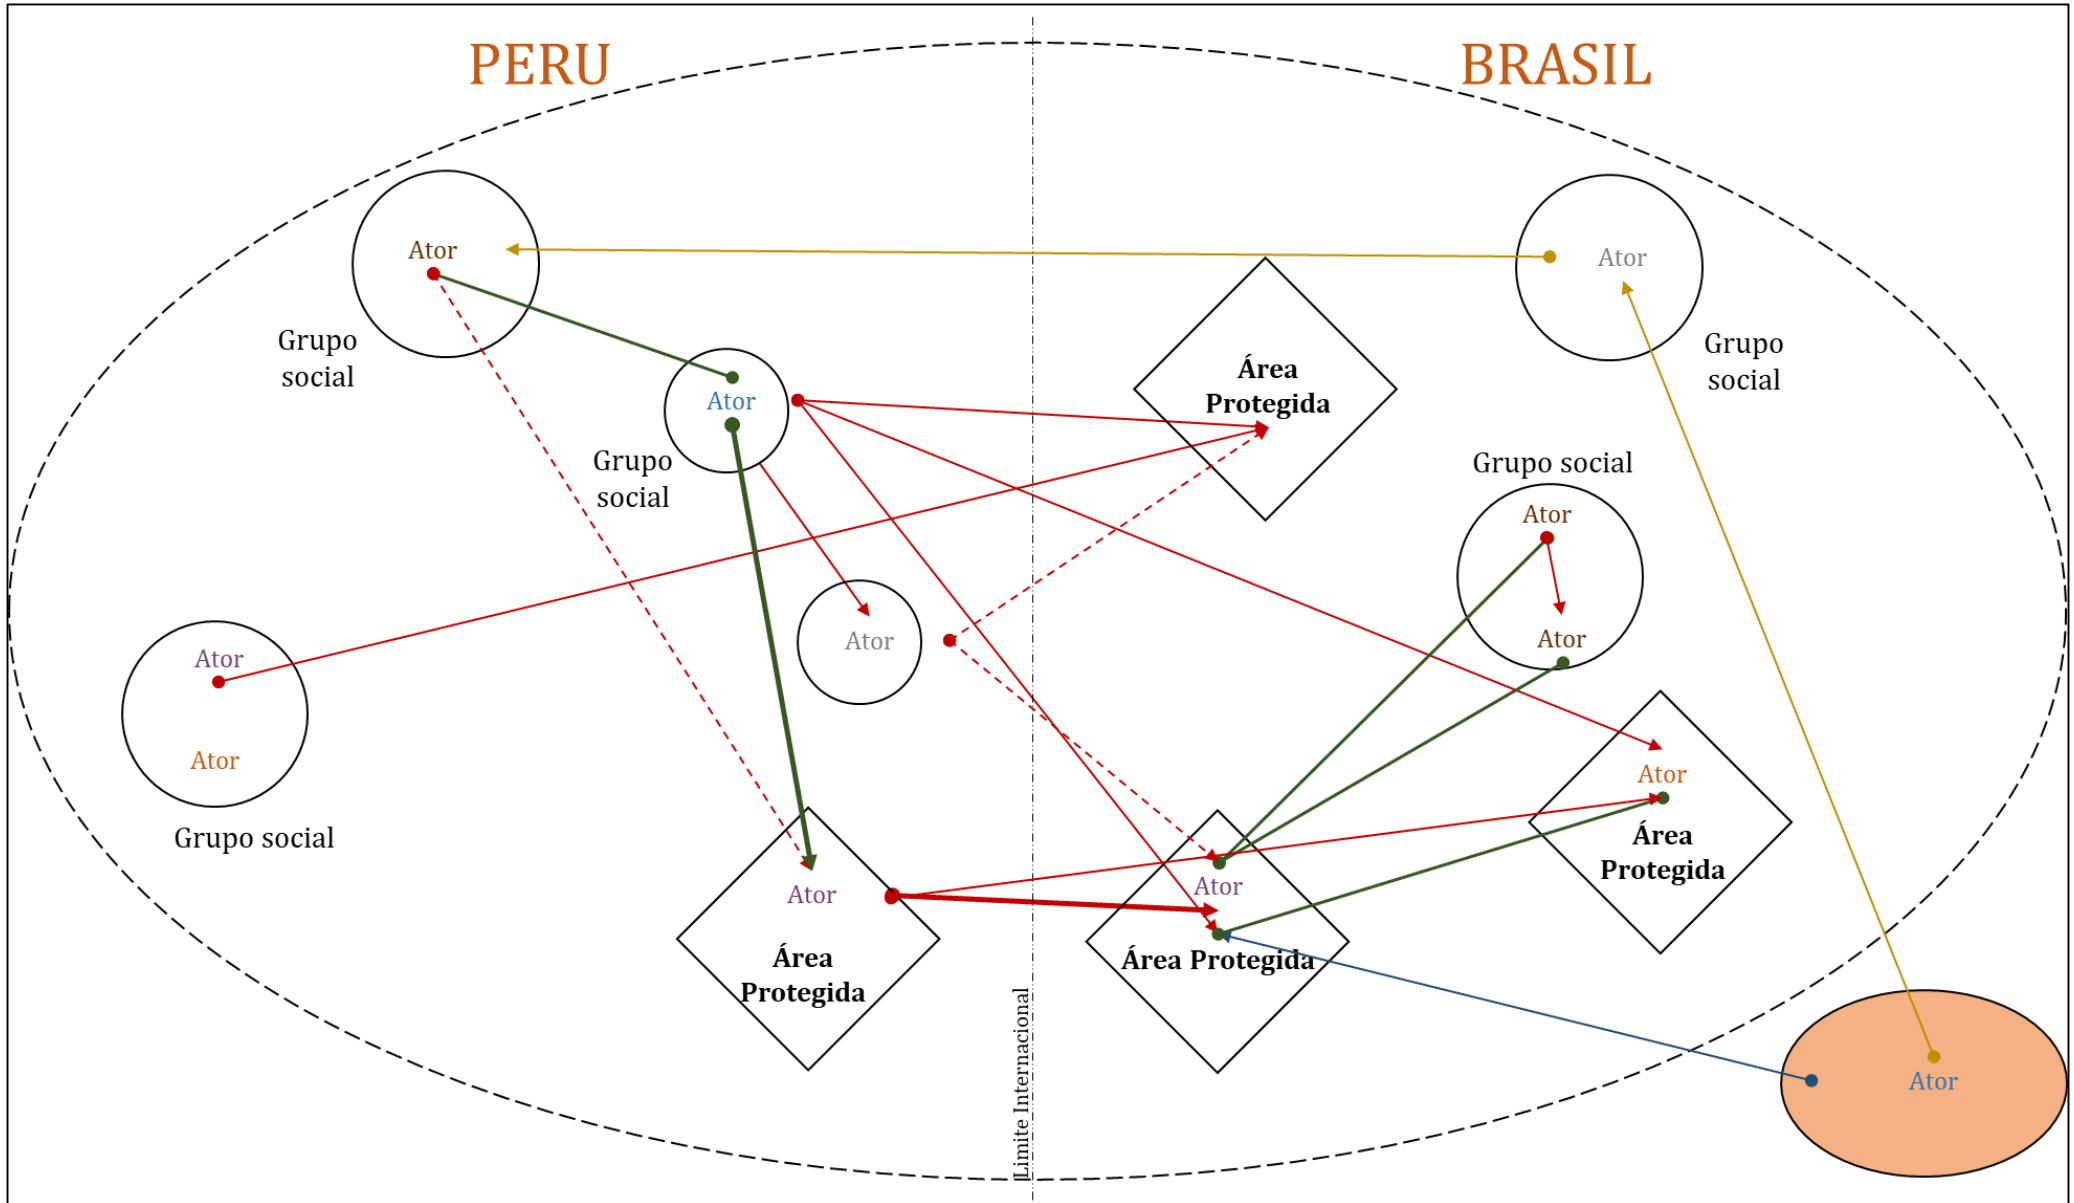 PERU
BRASIL
Ator
Ator
Grupo
social
Grupo
social
Área
Protegida
Ator
Grupo
social
Grupo social
Ator
Ator
Ator
Ator
Ator
Grupo social
Ator
Área
Protegida
Ator
Área
Protegida
Ator
Área Protegida
Limite Internacional
Ator